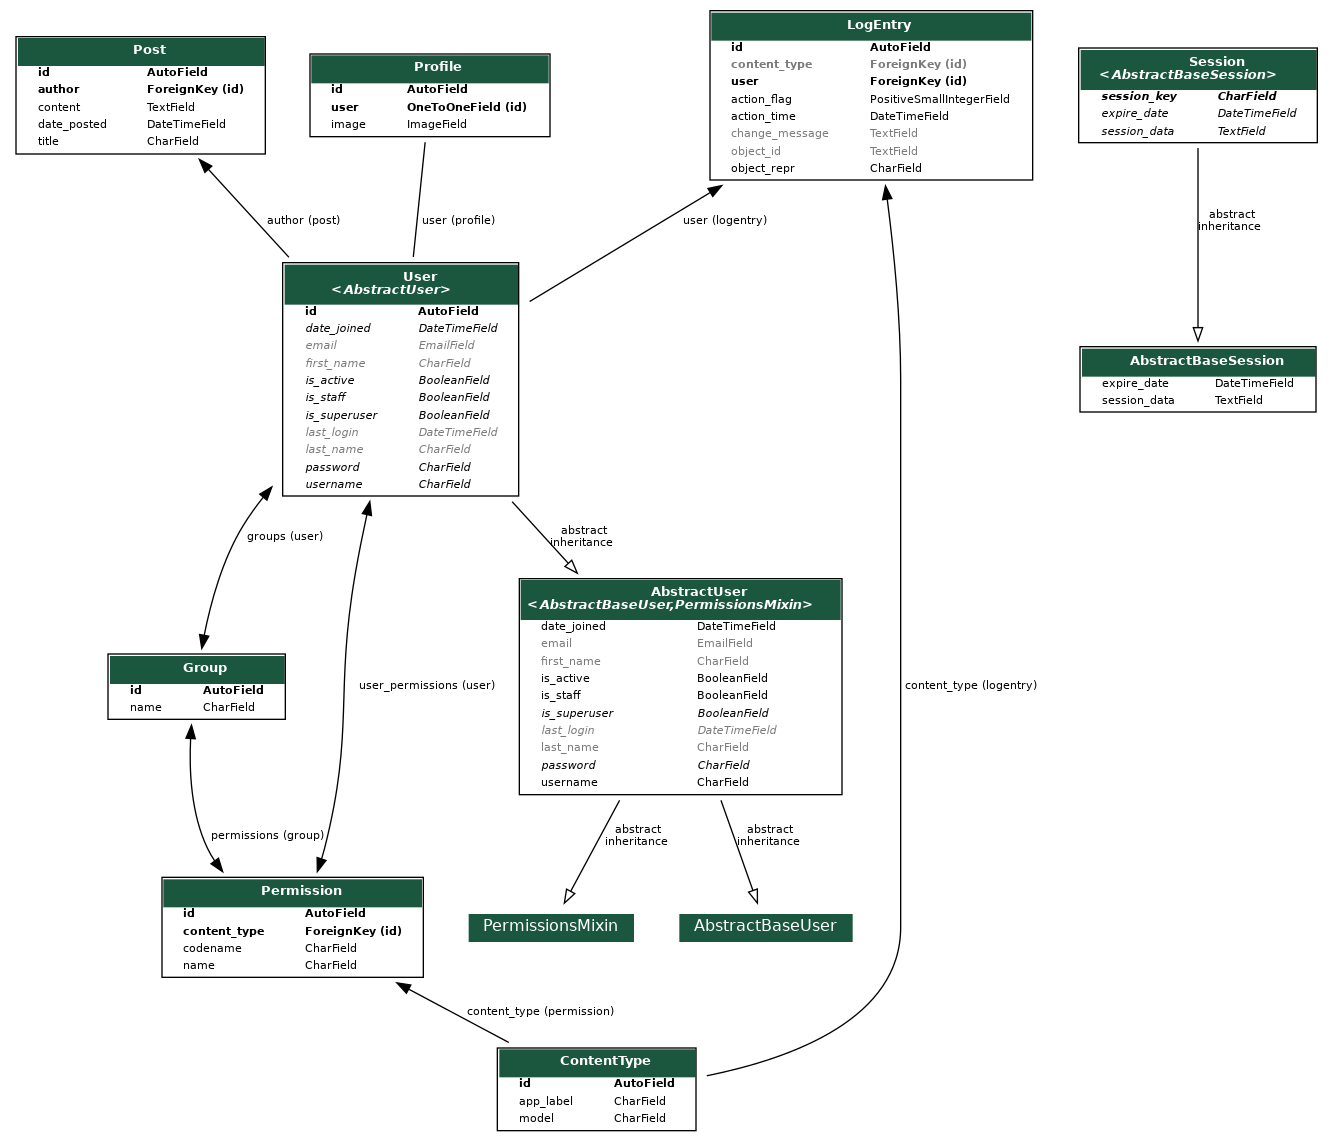 Post
id AutoField
author ForeignKey (id)
content TextField
date_posted DateTimeField
title CharField
Profile
id AutoField
user OneToOneField (id)
image ImageField
LogEntry
id AutoField
content_type ForeignKey (id)
user ForeignKey (id)
action_flag PositiveSmallIntegerField
action_time DateTimeField
change_message TextField
object_id TextField
object_repr CharField
Session
<AbstractBaseSession>
session_key CharField
expire_date DateTimeField
session_data TextField
author (post)
user (profile)
user (logentry)
abstract
inheritance
User
<AbstractUser>
id AutoField
date_joined DateTimeField
email EmailField
first_name CharField
is_active BooleanField
is_staff BooleanField
is_superuser BooleanField
last_login DateTimeField
last_name CharField
password CharField
username CharField
AbstractBaseSession
expire_date DateTimeField
session_data TextField
groups (user)
abstract
inheritance
AbstractUser
<AbstractBaseUser,PermissionsMixin>
date_joined DateTimeField
email EmailField
first_name CharField
is_active BooleanField
is_staff BooleanField
is_superuser BooleanField
last_login DateTimeField
last_name CharField
password CharField
username CharField
Group
id AutoField
name CharField
user_permissions (user)
content_type (logentry)
permissions (group)
abstract
inheritance
abstract
inheritance
Permission
id AutoField
content_type ForeignKey (id)
codename CharField
name CharField
PermissionsMixin
AbstractBaseUser
content_type (permission)
ContentType
id AutoField
app_label CharField
model CharField